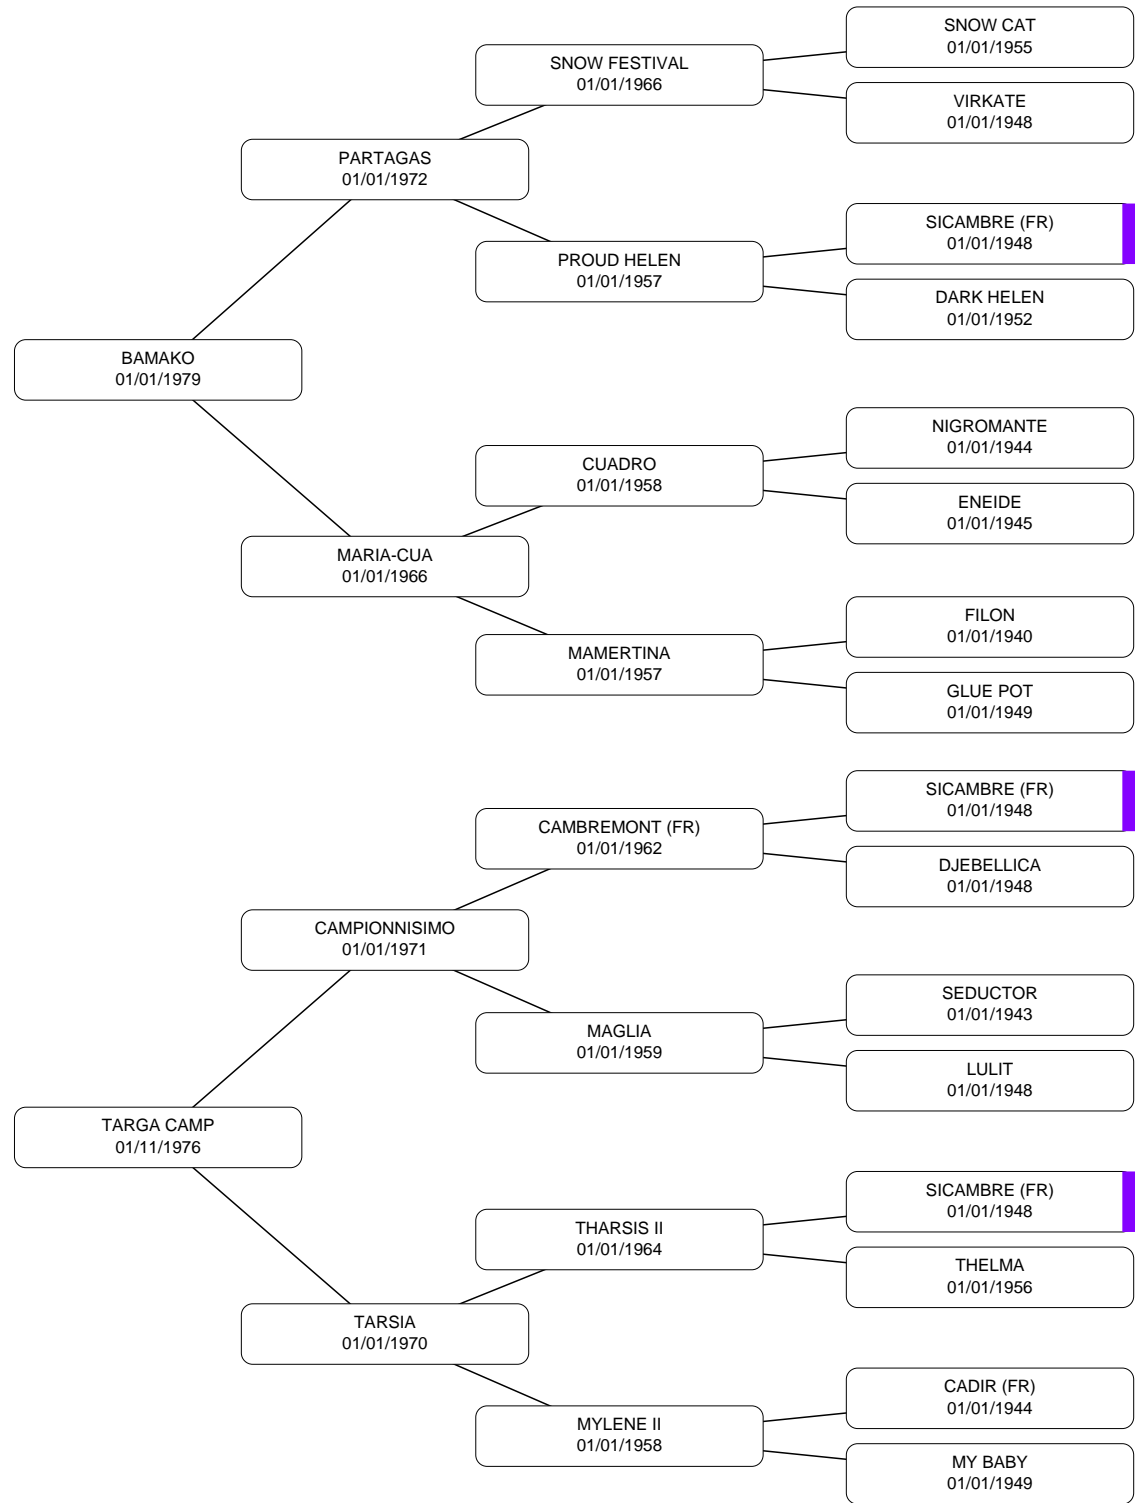 SNOW CAT
01/01/1955
SNOW FESTIVAL
01/01/1966
VIRKATE
01/01/1948
PARTAGAS
01/01/1972
SICAMBRE (FR)
01/01/1948
PROUD HELEN
01/01/1957
DARK HELEN
01/01/1952
BAMAKO
01/01/1979
NIGROMANTE
01/01/1944
CUADRO
01/01/1958
ENEIDE
01/01/1945
MARIA-CUA
01/01/1966
FILON
01/01/1940
MAMERTINA
01/01/1957
GLUE POT
01/01/1949
SICAMBRE (FR)
01/01/1948
CAMBREMONT (FR)
01/01/1962
DJEBELLICA
01/01/1948
CAMPIONNISIMO
01/01/1971
SEDUCTOR
01/01/1943
MAGLIA
01/01/1959
LULIT
01/01/1948
TARGA CAMP
01/11/1976
SICAMBRE (FR)
01/01/1948
THARSIS II
01/01/1964
THELMA
01/01/1956
TARSIA
01/01/1970
CADIR (FR)
01/01/1944
MYLENE II
01/01/1958
MY BABY
01/01/1949